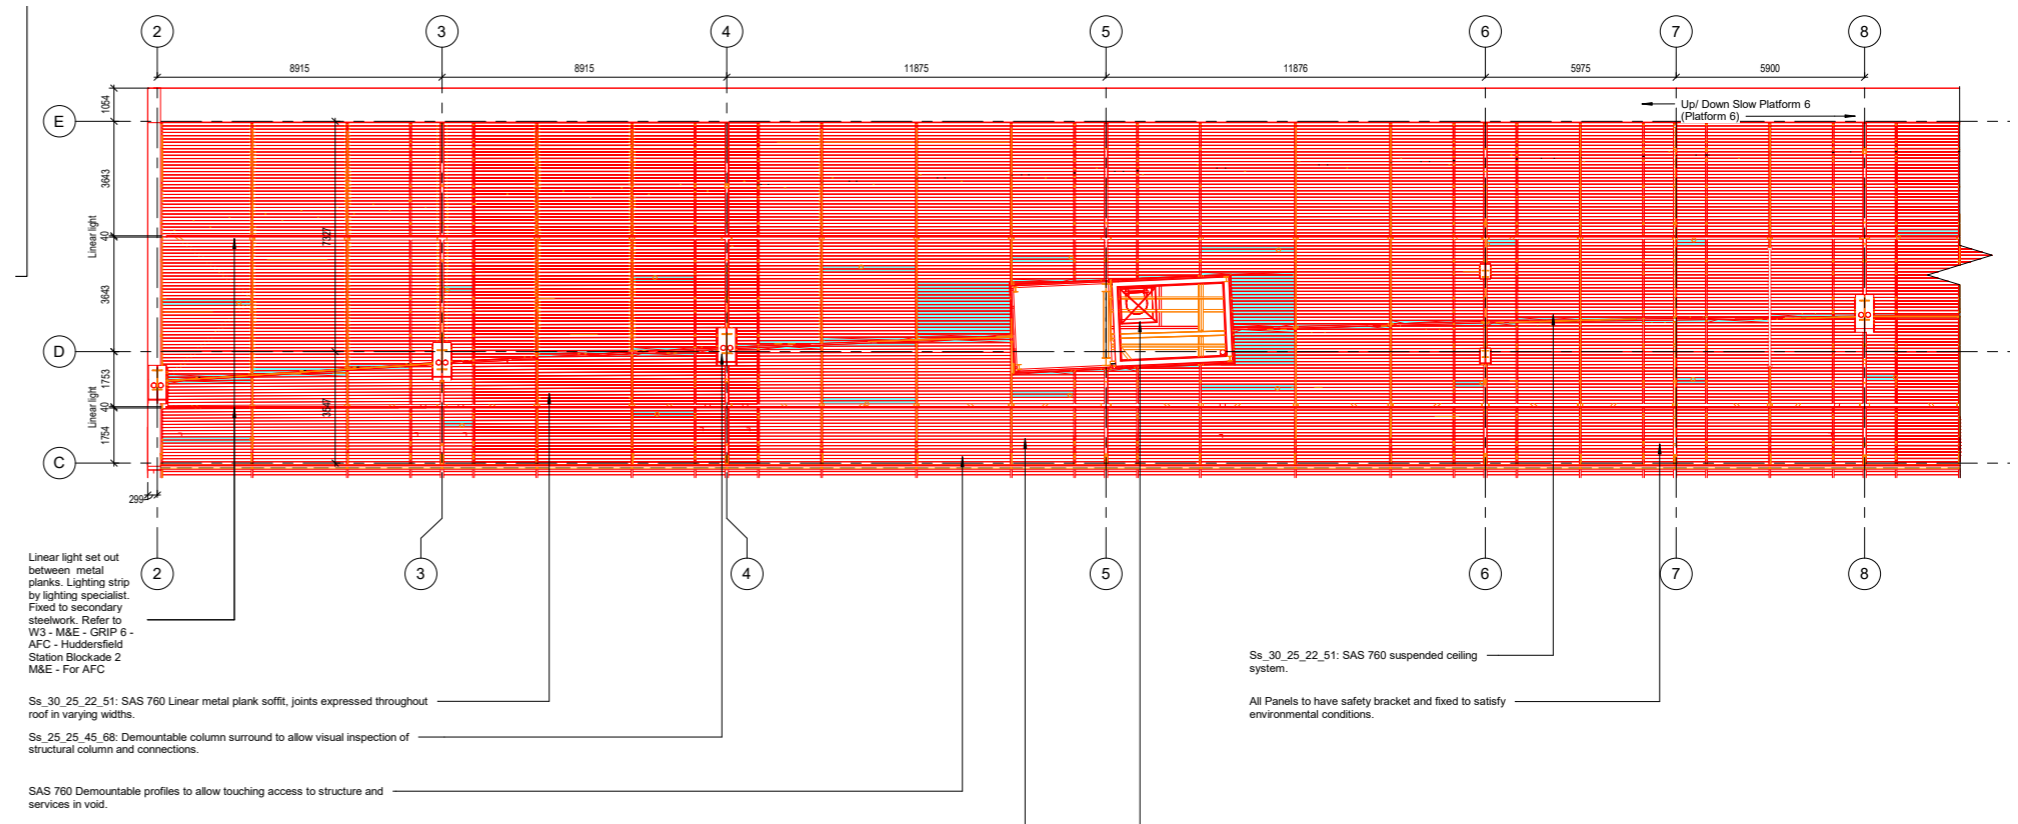 2 3 4 5 6 7 8
8915 8915 11875 11876 5975 5900
Up/ Down Slow Platform 6
(Platform 6)
1054
E
3643
Linear light
40
7327
3643
D
1753
Linear light
40
3547
1754
C
299
2 3 4 5 6 7 8
Linear light set out
between metal
planks. Lighting strip
by lighting specialist.
Fixed to secondary
steelwork. Refer to
W3 - M&E - GRIP 6 -
AFC - Huddersfield
Station Blockade 2
M&E - For AFC
Ss_30_25_22_51: SAS 760 Linear metal plank soffit, joints expressed throughout
roof in varying widths.
Ss_25_25_45_68: Demountable column surround to allow visual inspection of
structural column and connections.
SAS 760 Demountable profiles to allow touching access to structure and
services in void.
Ss_30_25_22_51: SAS 760 suspended ceiling
system.
All Panels to have safety bracket and fixed to satisfy
environmental conditions.